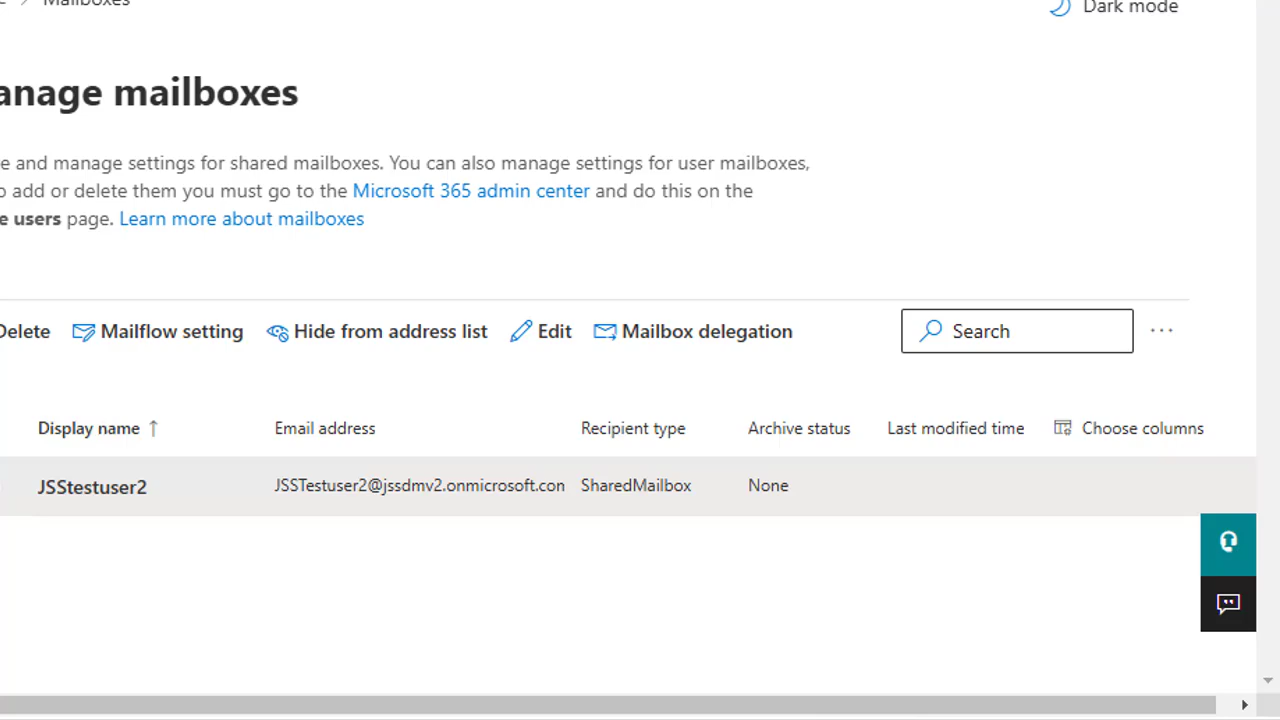 Mailboxes
Dark mode
anage mailboxes
e and manage settings for shared mailboxes. You can also manage settings for user mailboxes,
o add or delete them you must go to the Microsoft 365 admin center and do this on the
e users page. Learn more about mailboxes
Delete Mailflow setting Hide from address list Edit Mailbox delegation Search ...
Display name ↑ Email address Recipient type Archive status Last modified time Choose columns
JSStestuser2 JSSTestuser2@jssdmv2.onmicrosoft.con SharedMailbox None